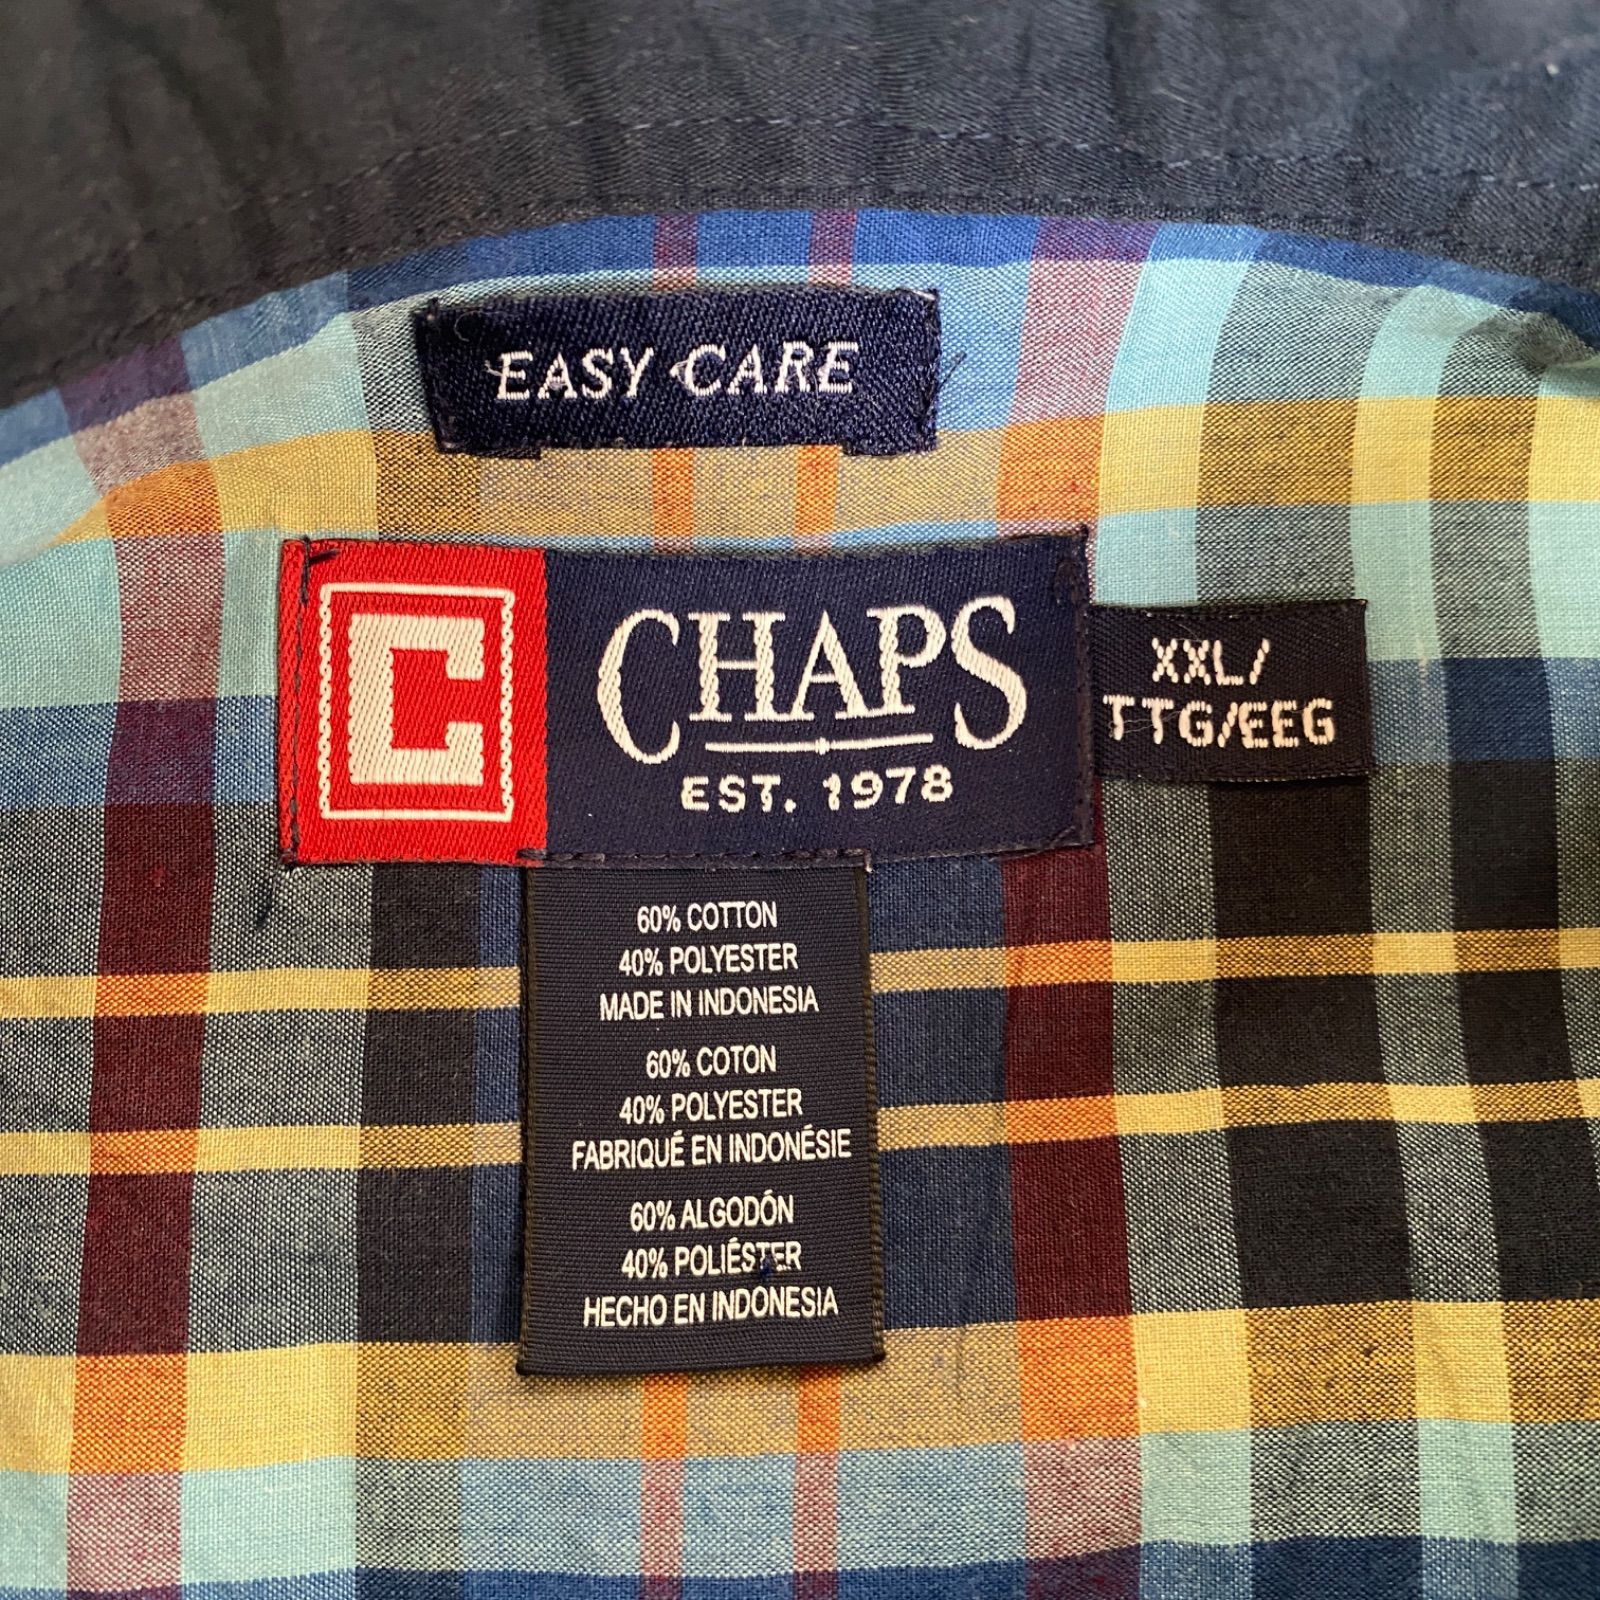 EASY CARE
C
CHAPS
EST. 1978
XXL/
TTG/EEG
60% COTTON
40% POLYESTER
MADE IN INDONESIA
60% COTON
40% POLYESTER
FABRIQUÉ EN INDONÉSIE
60% ALGODÓN
40% POLIÉSTER
HECHO EN INDONESIA